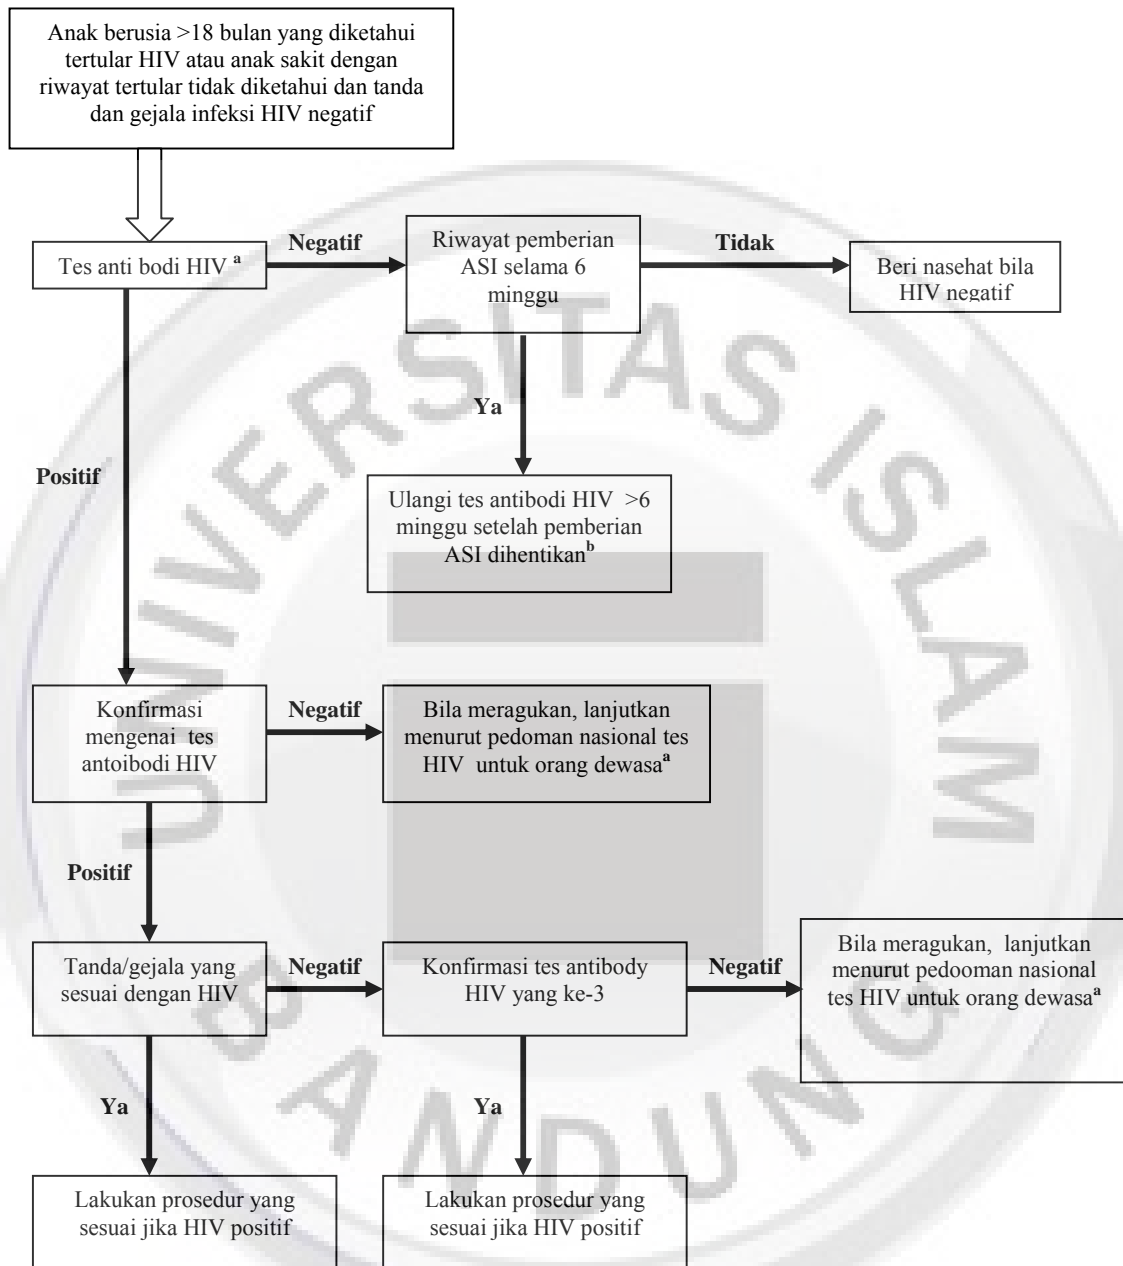 Anak berusia >18 bulan yang diketahui
tertular HIV atau anak sakit dengan
riwayat tertular tidak diketahui dan tanda
dan gejala infeksi HIV negatif
Tes anti bodi HIV a
Negatif
Riwayat pemberian
ASI selama 6
minggu
Tidak
Beri nasehat bila
HIV negatif
Ya
Positif
Ulangi tes antibodi HIV >6
minggu setelah pemberian
ASI dihentikan b
Konfirmasi
mengenai tes
antoibodi HIV
Negatif
Bila meragukan, lanjutkan
menurut pedoman nasional tes
HIV untuk orang dewasa a
Positif
Tanda/gejala yang
sesuai dengan HIV
Negatif
Konfirmasi tes antibody
HIV yang ke-3
Negatif
Bila meragukan, lanjutkan
menurut pedooman nasional
tes HIV untuk orang dewasa a
Ya
Ya
Lakukan prosedur yang
sesuai jika HIV positif
Lakukan prosedur yang
sesuai jika HIV positif
UNIVERSITAS ISLAM
BANDUNG